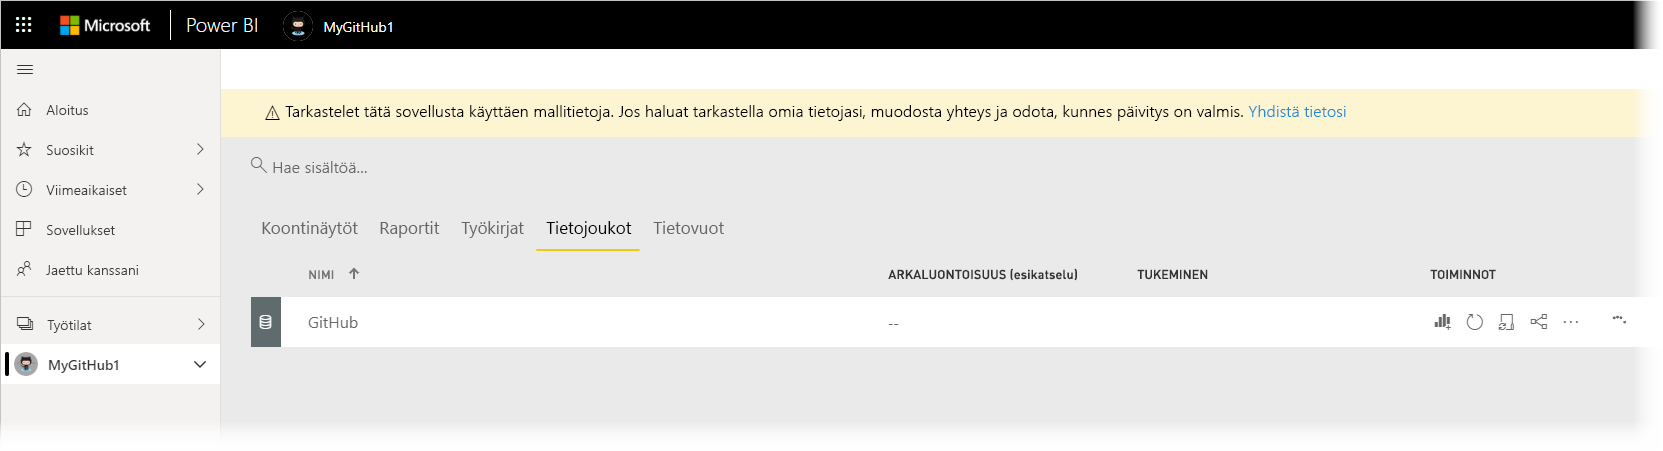 Microsoft Power BI MyGitHub1
Aloitus
Suosikit
Viimeaikaiset
Sovellukset
Jaettu kanssani
Työtilat
MyGitHub1
Tarkastelet tätä sovellusta käyttäen mallitietoja. Jos haluat tarkastella omia tietojasi, muodosta yhteys ja odota, kunnes päivitys on valmis. Yhdistä tietosi
Hae sisältöä...
Koontinäytöt Raportit Työkirjat Tietojoukot Tietovuot
NIMI ARKALUONTOISUUS (esikatselu) TUKEMINEN TOIMINNOT
GitHub --